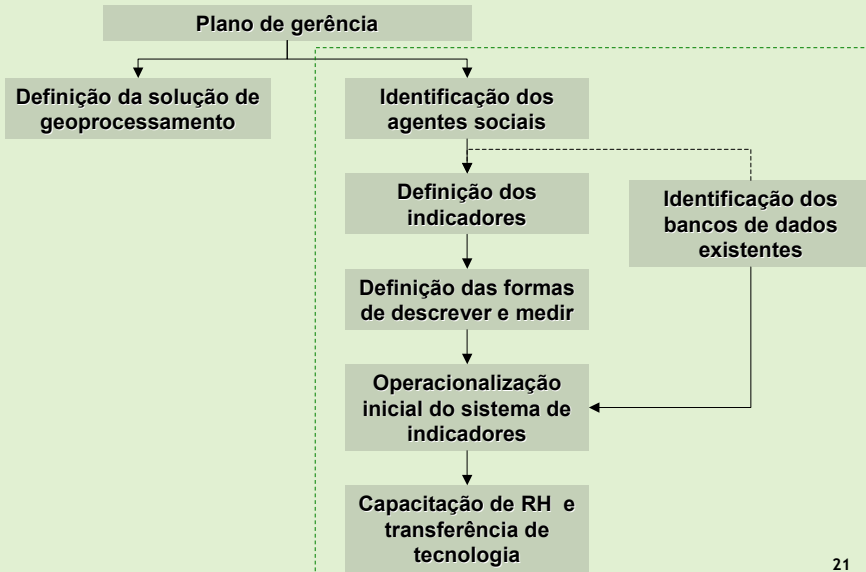 Plano de gerência
Definição da solução de
geoprocessamento
Identificação dos
agentes sociais
Definição dos
indicadores
Identificação dos
bancos de dados
existentes
Definição das formas
de descrever e medir
Operacionalização
inicial do sistema de
indicadores
Capacitação de RH e
transferência de
tecnologia
21